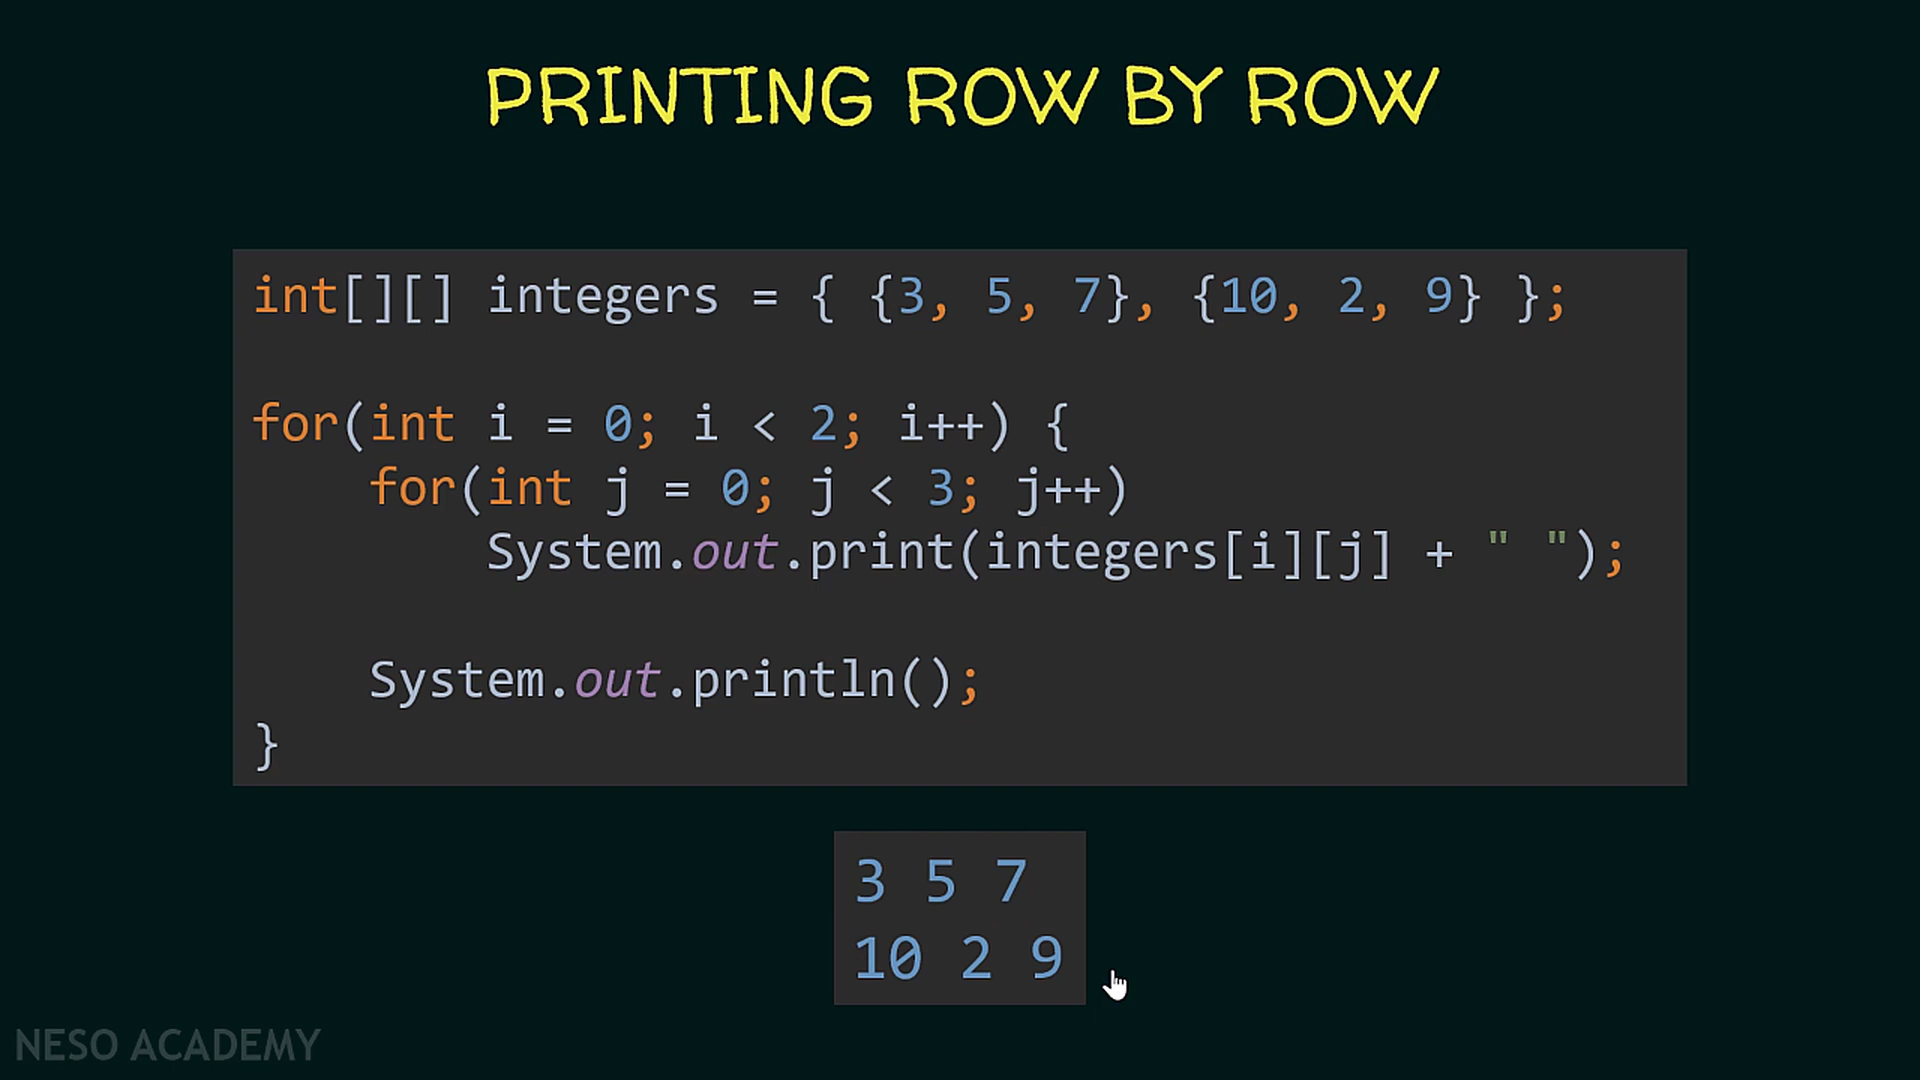 PRINTING ROW BY ROW
int[][] integers = { {3, 5, 7}, {10, 2, 9} };
for(int i = 0; i < 2; i++) {
    for(int j = 0; j < 3; j++)
        System.out.print(integers[i][j] + " ");
    System.out.println();
}
3 5 7
10 2 9
NESO ACADEMY